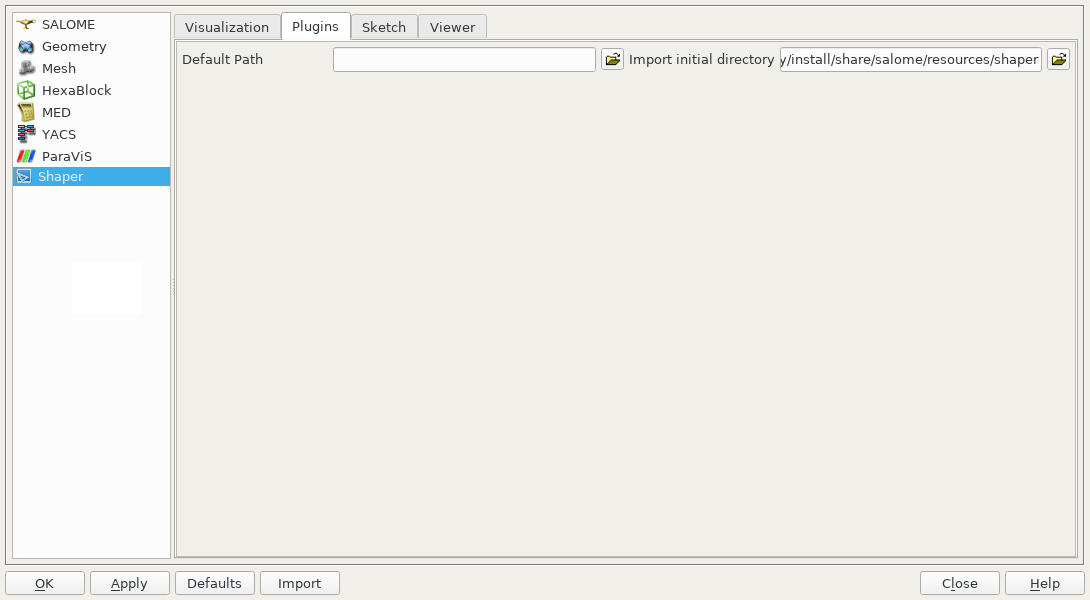 SALOME
Geometry
Mesh
HexaBlock
MED
YACS
ParaViS
Shaper
Visualization Plugins Sketch Viewer
Default Path Import initial directory y/install/share/salome/resources/shaper
OK Apply Defaults Import Close Help